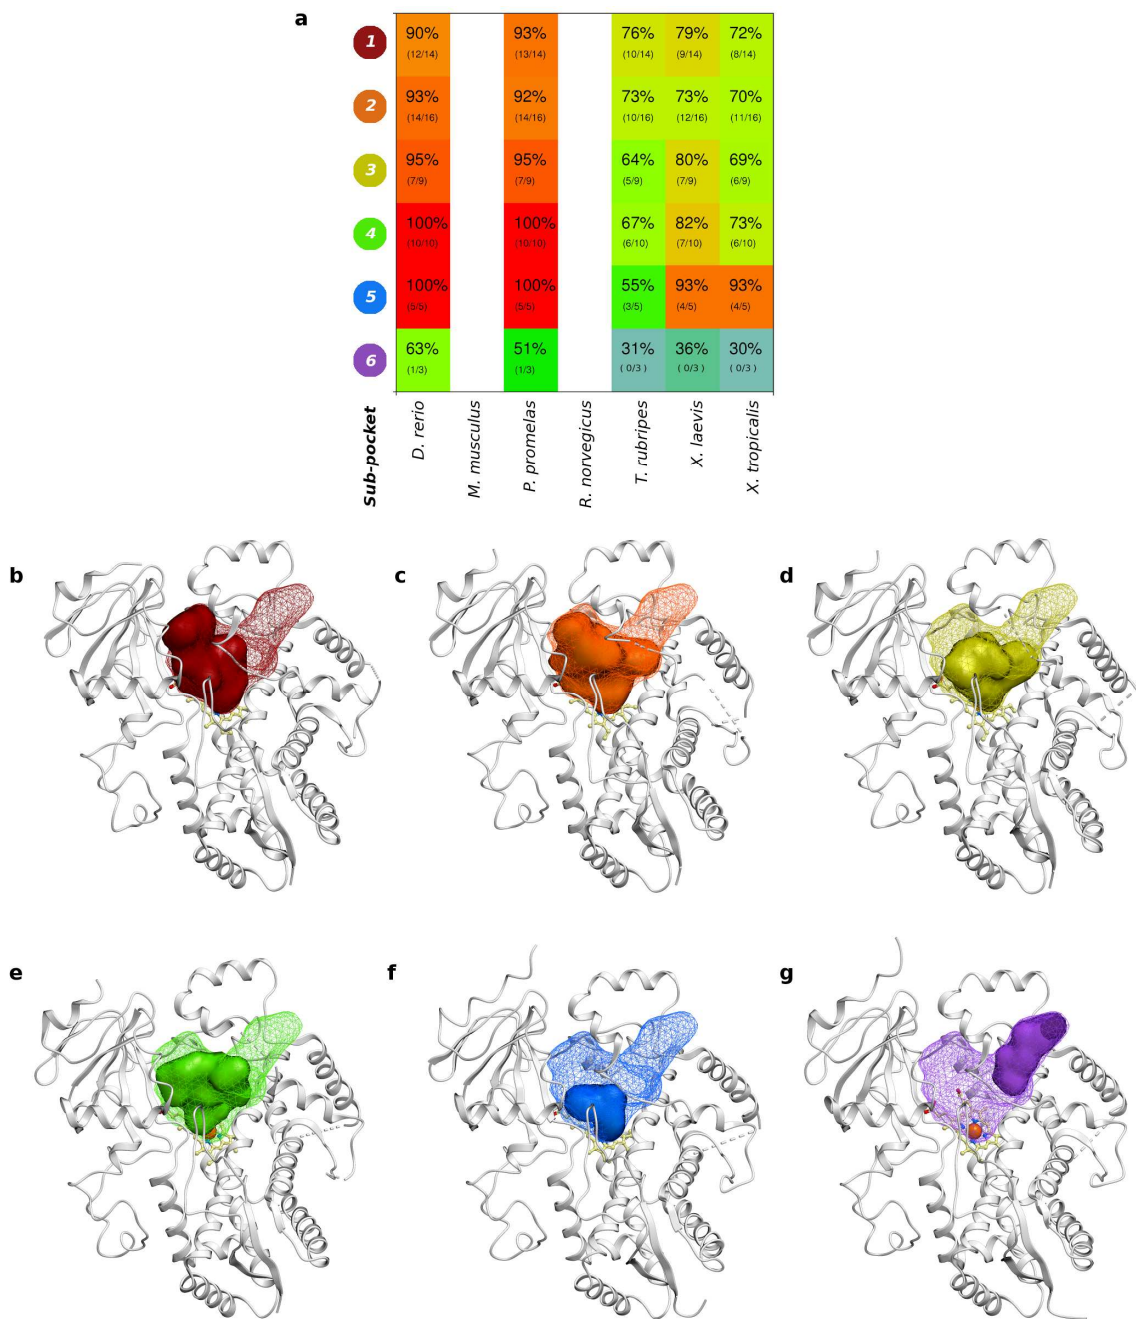 a
1 90% 93% 76% 79% 72%
(12/14) (13/14) (10/14) (9/14) (8/14)
2 93% 92% 73% 73% 70%
(14/16) (14/16) (10/16) (12/16) (11/16)
3 95% 95% 64% 80% 69%
(7/9) (7/9) (5/9) (7/9) (6/9)
4 100% 100% 67% 82% 73%
(10/10) (10/10) (6/10) (7/10) (6/10)
5 100% 100% 55% 93% 93%
(5/5) (5/5) (3/5) (4/5) (4/5)
6 63% 51% 31% 36% 30%
(1/3) (1/3) ( 0/3 ) ( 0/3 ) ( 0/3 )
Sub-pocket
D. rerio
M. musculus
P. promelas
R. norvegicus
T. rubripes
X. laevis
X. tropicalis
b
c
d
e
f
g